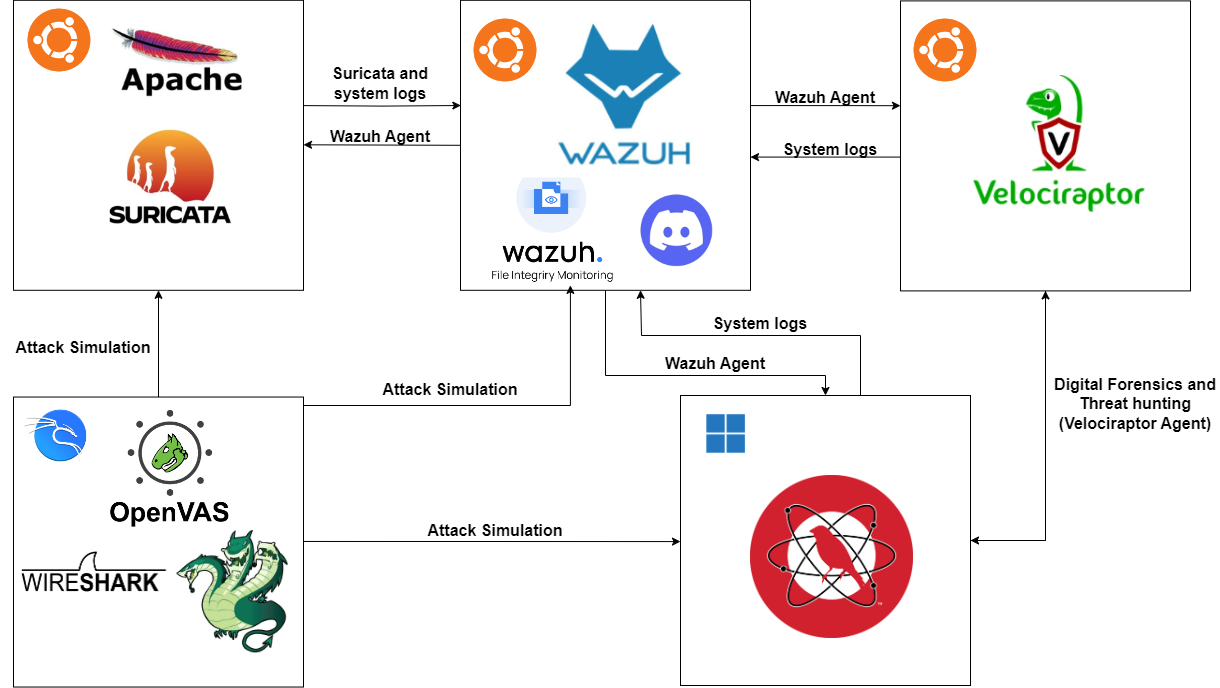 Apache
SURICATA
Suricata and
system logs
Wazuh Agent
WAZUH
wazuh.
File Integriry Monitoring
Wazuh Agent
System logs
V
Velociraptor
Attack Simulation
Attack Simulation
System logs
Wazuh Agent
Digital Forensics and
Threat hunting
(Velociraptor Agent)
OpenVAS
WIRESHARK
Attack Simulation
TM